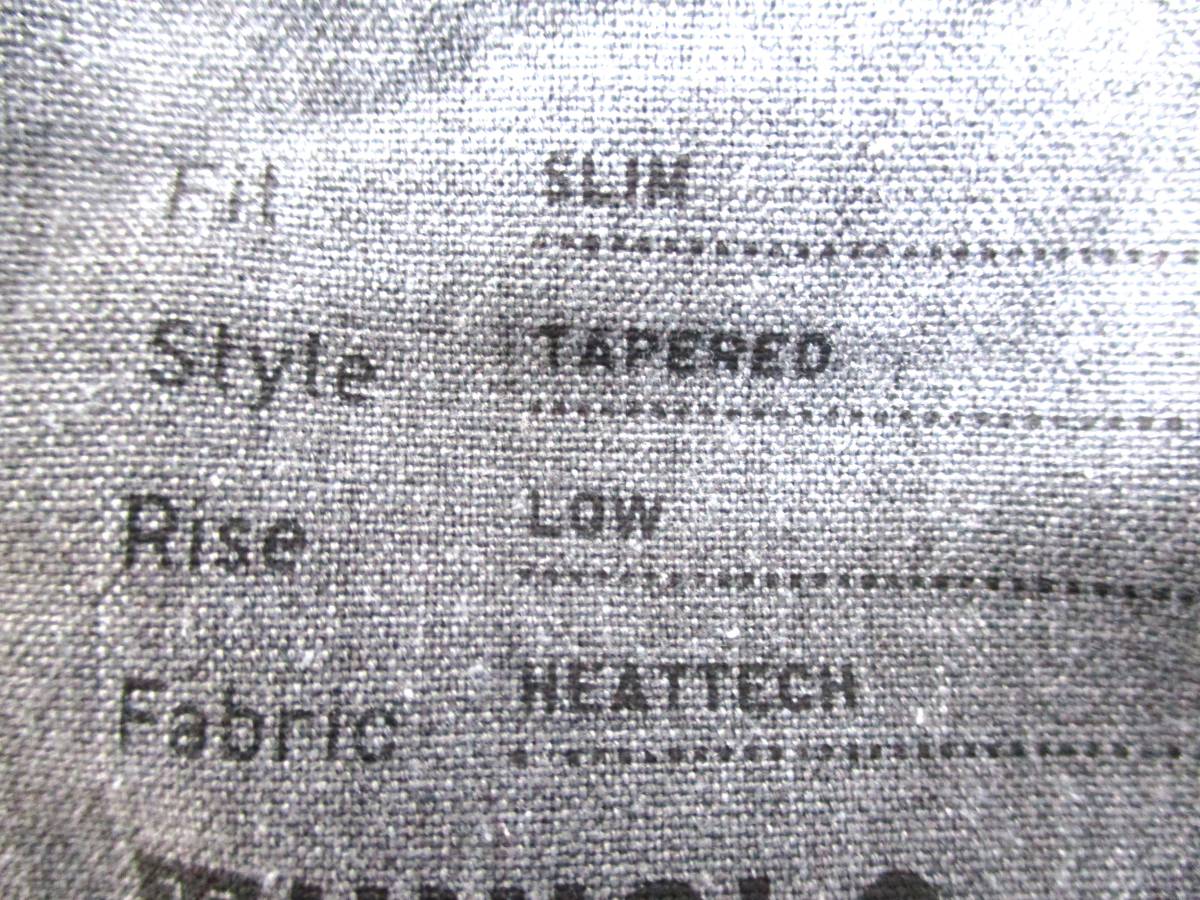 Fit SLIM
Style TAPERED
Rise LOW
Fabric HEATTECH